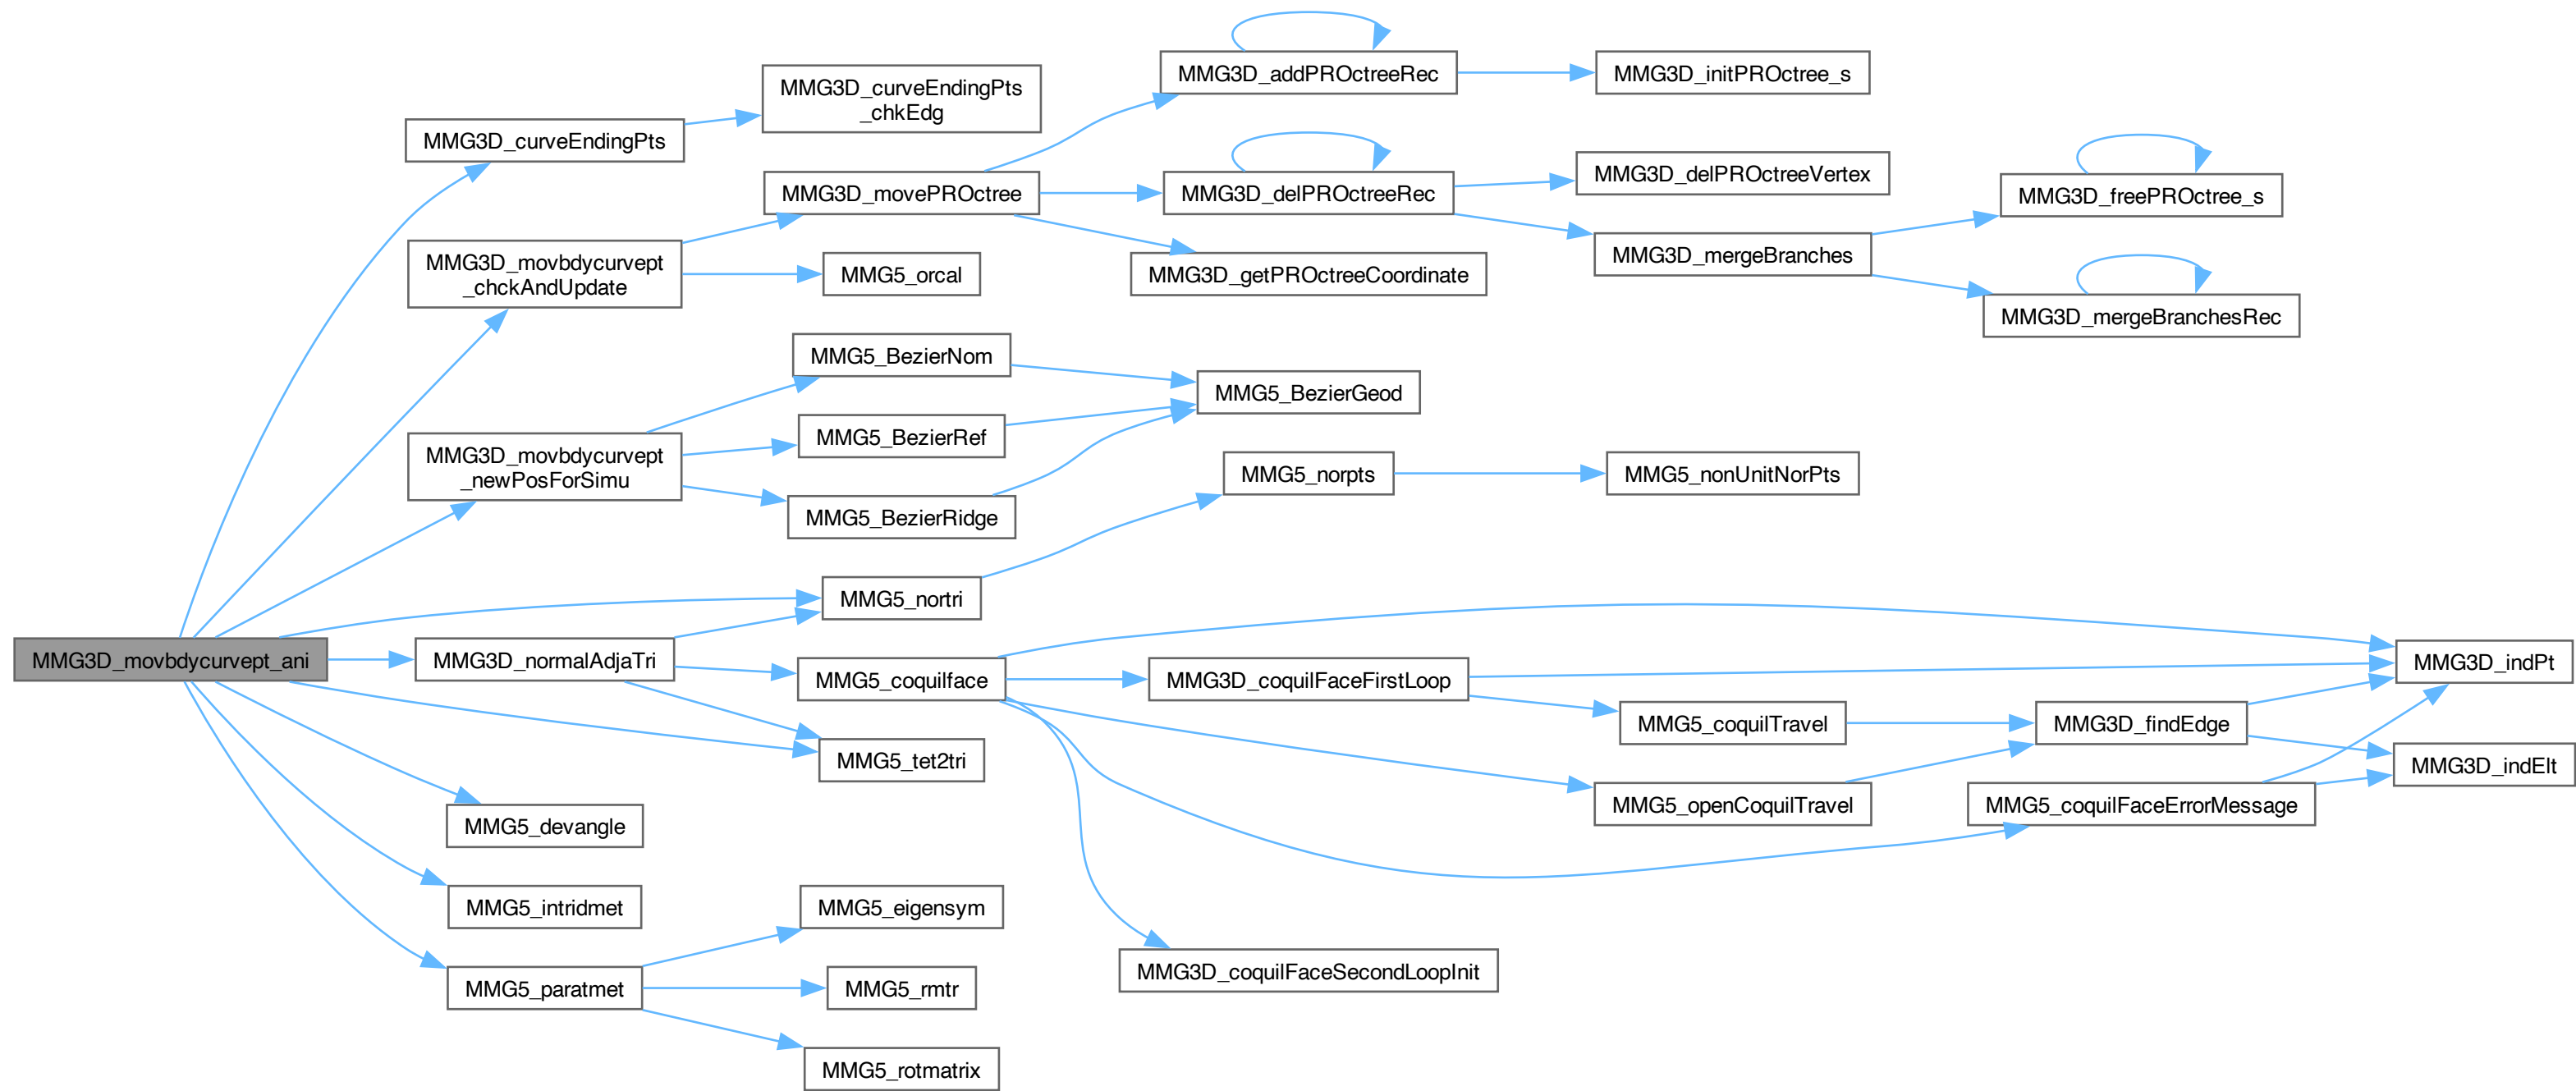 MMG3D_movbdycurvept_ani
MMG3D_curveEndingPts
MMG3D_curveEndingPts
_chkEdg
MMG3D_movbdycurvept
_chckAndUpdate
MMG3D_movePROctree
MMG3D_addPROctreeRec
MMG3D_initPROctree_s
MMG3D_delPROctreeRec
MMG3D_delPROctreeVertex
MMG3D_mergeBranches
MMG3D_freePROctree_s
MMG3D_mergeBranchesRec
MMG3D_getPROctreeCoordinate
MMG5_orcal
MMG3D_movbdycurvept
_newPosForSimu
MMG5_BezierNom
MMG5_BezierGeod
MMG5_BezierRef
MMG5_BezierRidge
MMG5_nortri
MMG5_norpts
MMG5_nonUnitNorPts
MMG3D_normalAdjaTri
MMG5_coquilface
MMG3D_coquilFaceFirstLoop
MMG3D_indPt
MMG5_coquilTravel
MMG3D_findEdge
MMG3D_indElt
MMG5_openCoquilTravel
MMG5_coquilFaceErrorMessage
MMG3D_coquilFaceSecondLoopInit
MMG5_tet2tri
MMG5_devangle
MMG5_intridmet
MMG5_paratmet
MMG5_eigensym
MMG5_rmtr
MMG5_rotmatrix